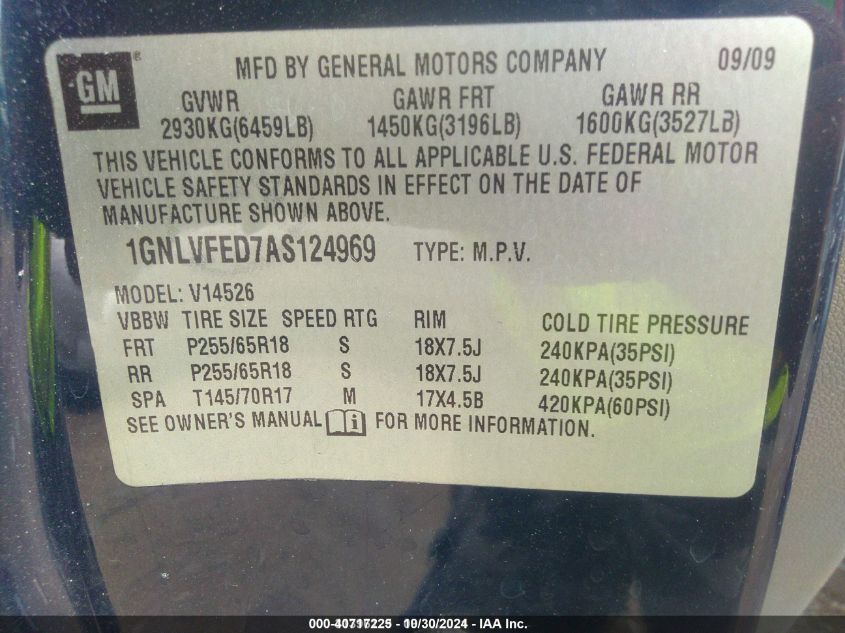 GM ®
MFD BY GENERAL MOTORS COMPANY 09/09
GVWR GAWR FRT GAWR RR
2930KG(6459LB) 1450KG(3196LB) 1600KG(3527LB)
THIS VEHICLE CONFORMS TO ALL APPLICABLE U.S. FEDERAL MOTOR
VEHICLE SAFETY STANDARDS IN EFFECT ON THE DATE OF
MANUFACTURE SHOWN ABOVE.
1GNLVFED7AS124969 TYPE: M.P.V.
MODEL: V14526
VBBW TIRE SIZE SPEED RTG RIM COLD TIRE PRESSURE
FRT P255/65R18 S 18X7.5J 240KPA(35PSI)
RR P255/65R18 S 18X7.5J 240KPA(35PSI)
SPA T145/70R17 M 17X4.5B 420KPA(60PSI)
SEE OWNER'S MANUAL FOR MORE INFORMATION.
- IAA Inc.